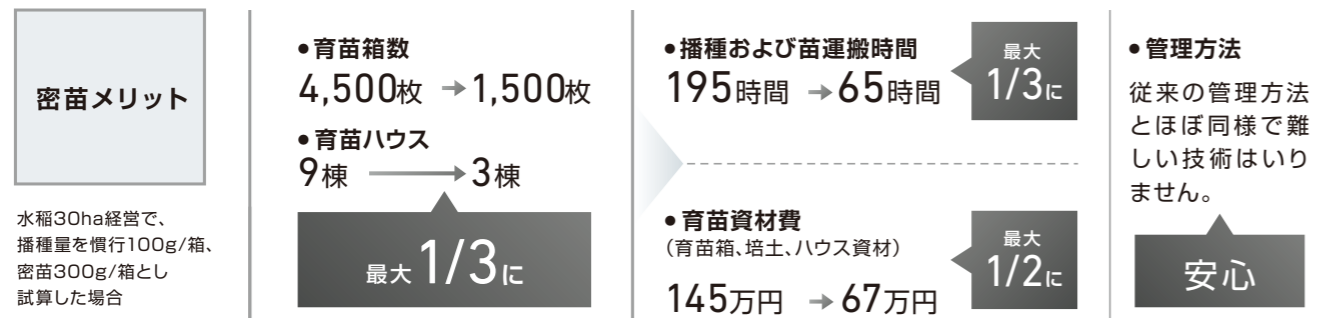 密苗メリット
水稲30ha経営で、
播種量を慣行100g/箱、
密苗300g/箱とし
試算した場合
●育苗箱数
4,500枚 → 1,500枚
●育苗ハウス
9棟 → 3棟
最大1/3に
●播種および苗運搬時間
195時間 → 65時間
最大
1/3に
●育苗資材費
（育苗箱、培土、ハウス資材）
145万円 → 67万円
最大
1/2に
●管理方法
従来の管理方法
とほぼ同様で難
しい技術はいり
ません。
安心